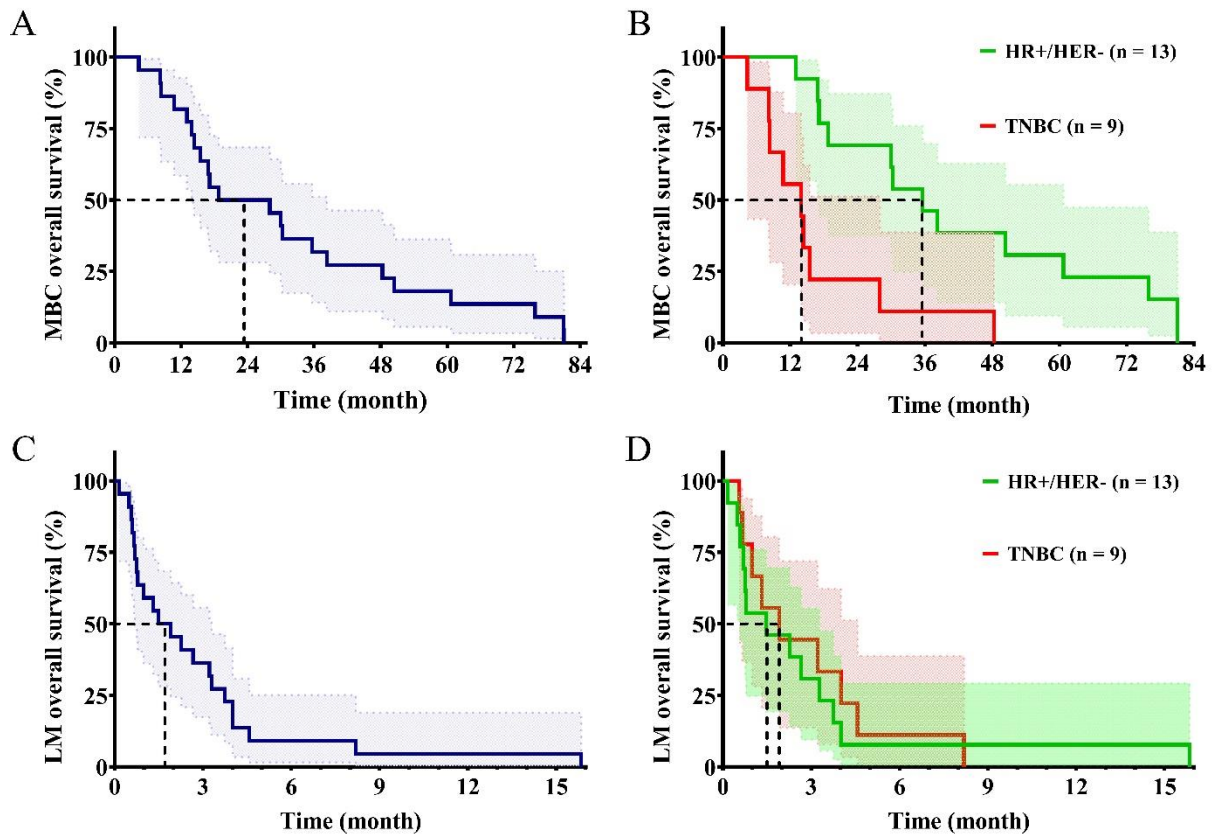 A
MBC overall survival (%)
100
75
50
25
0
0 12 24 36 48 60 72 84
Time (month)
B
MBC overall survival (%)
100
75
50
25
0
HR+/HER- (n = 13)
TNBC (n = 9)
0 12 24 36 48 60 72 84
Time (month)
C
LM overall survival (%)
100
75
50
25
0
0 3 6 9 12 15
Time (month)
D
LM overall survival (%)
100
75
50
25
0
HR+/HER- (n = 13)
TNBC (n = 9)
0 3 6 9 12 15
Time (month)